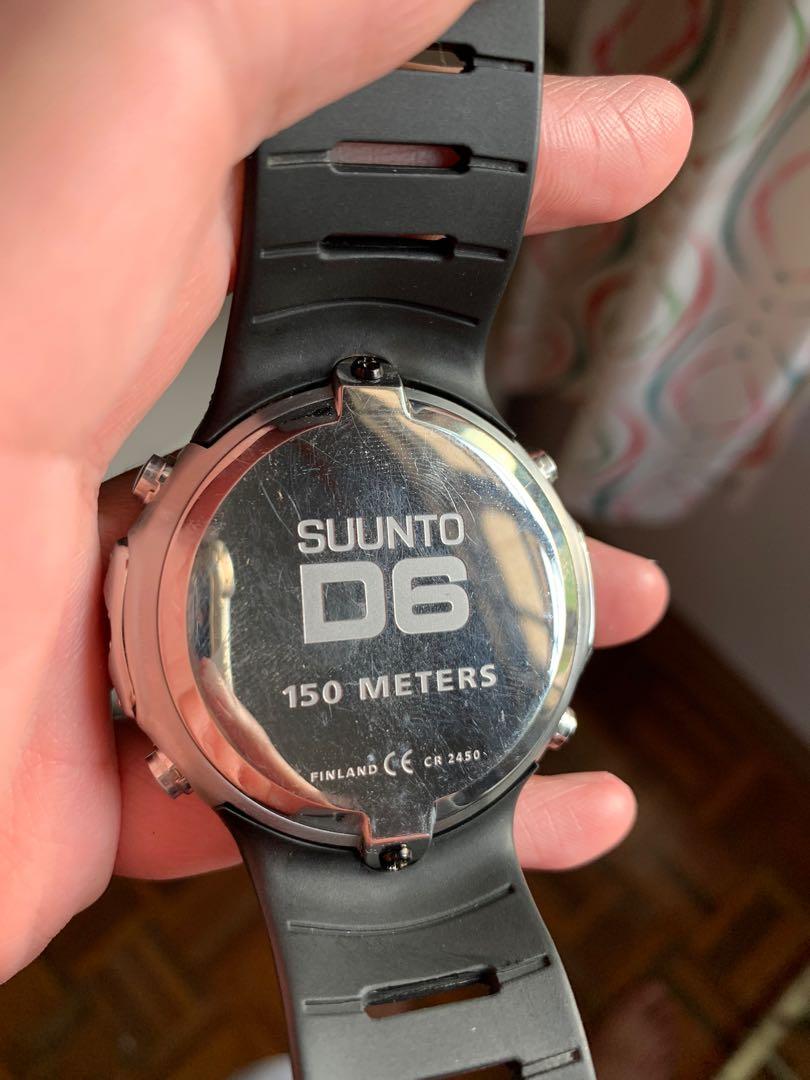 SUUNTO
D6
150 METERS
FINLAND CE CR 2450